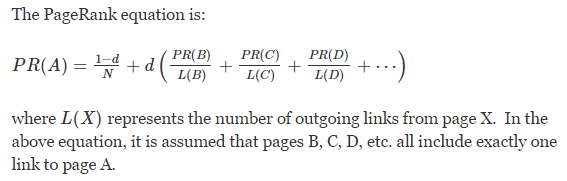 The PageRank equation is:
PR(A) = \frac{1-d}{N} + d \left( \frac{PR(B)}{L(B)} + \frac{PR(C)}{L(C)} + \frac{PR(D)}{L(D)} + \cdots \right)
where L(X) represents the number of outgoing links from page X. In the
above equation, it is assumed that pages B, C, D, etc. all include exactly one
link to page A.